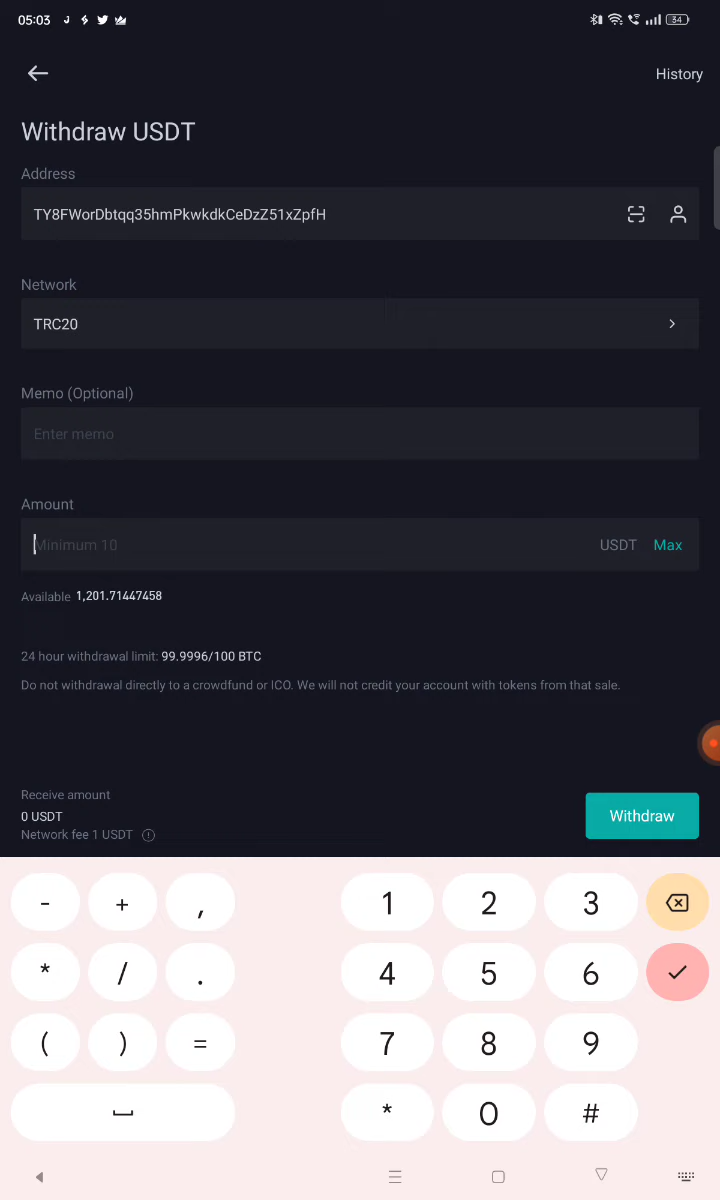 05:03
34
History
Withdraw USDT
Address
TY8FWorDbtqq35hmPkwkdkCeDzZ51xZpfH
Network
TRC20
Memo (Optional)
Enter memo
Amount
Minimum 10 USDT Max
Available 1,201.71447458
24 hour withdrawal limit: 99.9996/100 BTC
Do not withdrawal directly to a crowdfund or ICO. We will not credit your account with tokens from that sale.
Receive amount
0 USDT
Network fee 1 USDT
Withdraw
- + , 1 2 3
* / . 4 5 6
( ) = 7 8 9
* 0 #